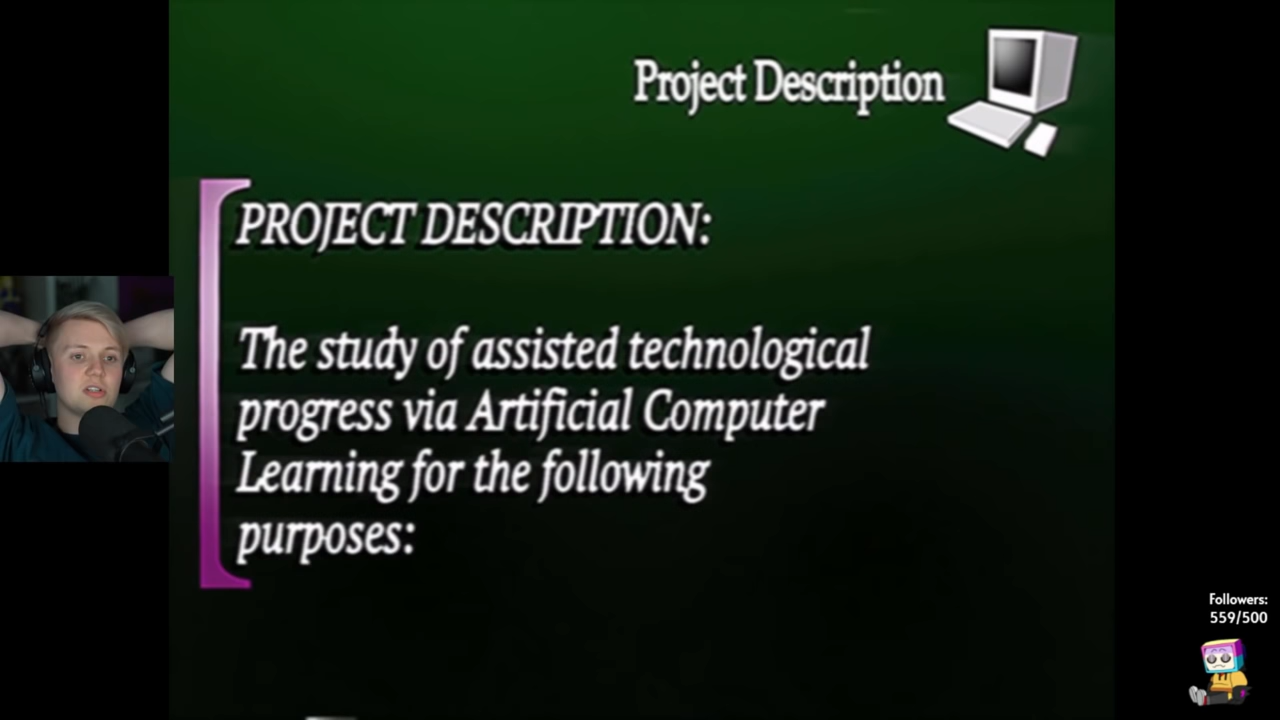 Project Description
PROJECT DESCRIPTION:
The study of assisted technological
progress via Artificial Computer
Learning for the following
purposes:
Followers:
559/500